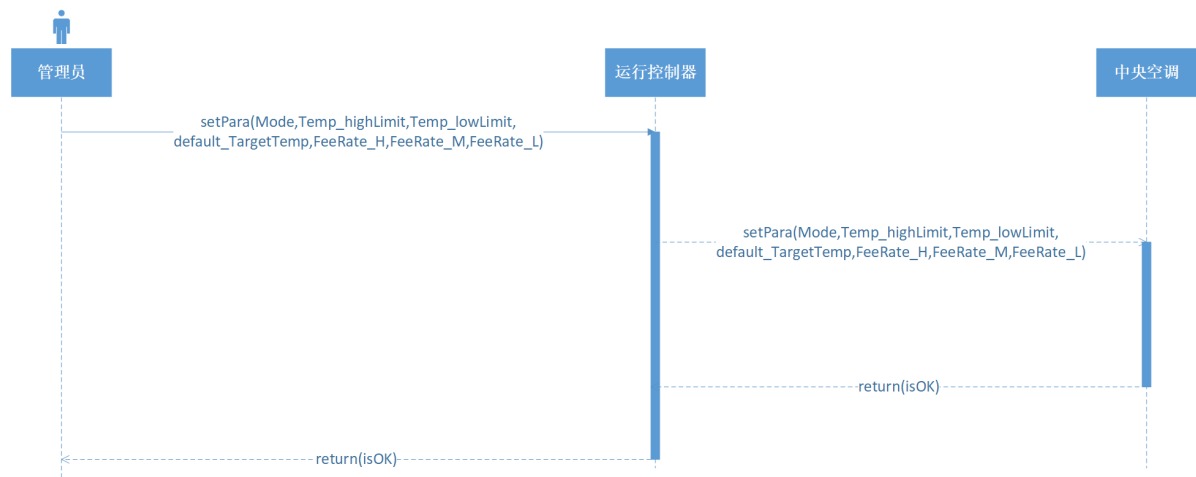 管理员
运行控制器
中央空调
setPara(Mode,Temp_highLimit,Temp_lowLimit,
default_TargetTemp,FeeRate_H,FeeRate_M,FeeRate_L)
setPara(Mode,Temp_highLimit,Temp_lowLimit,
default_TargetTemp,FeeRate_H,FeeRate_M,FeeRate_L)
return(isOK)
return(isOK)